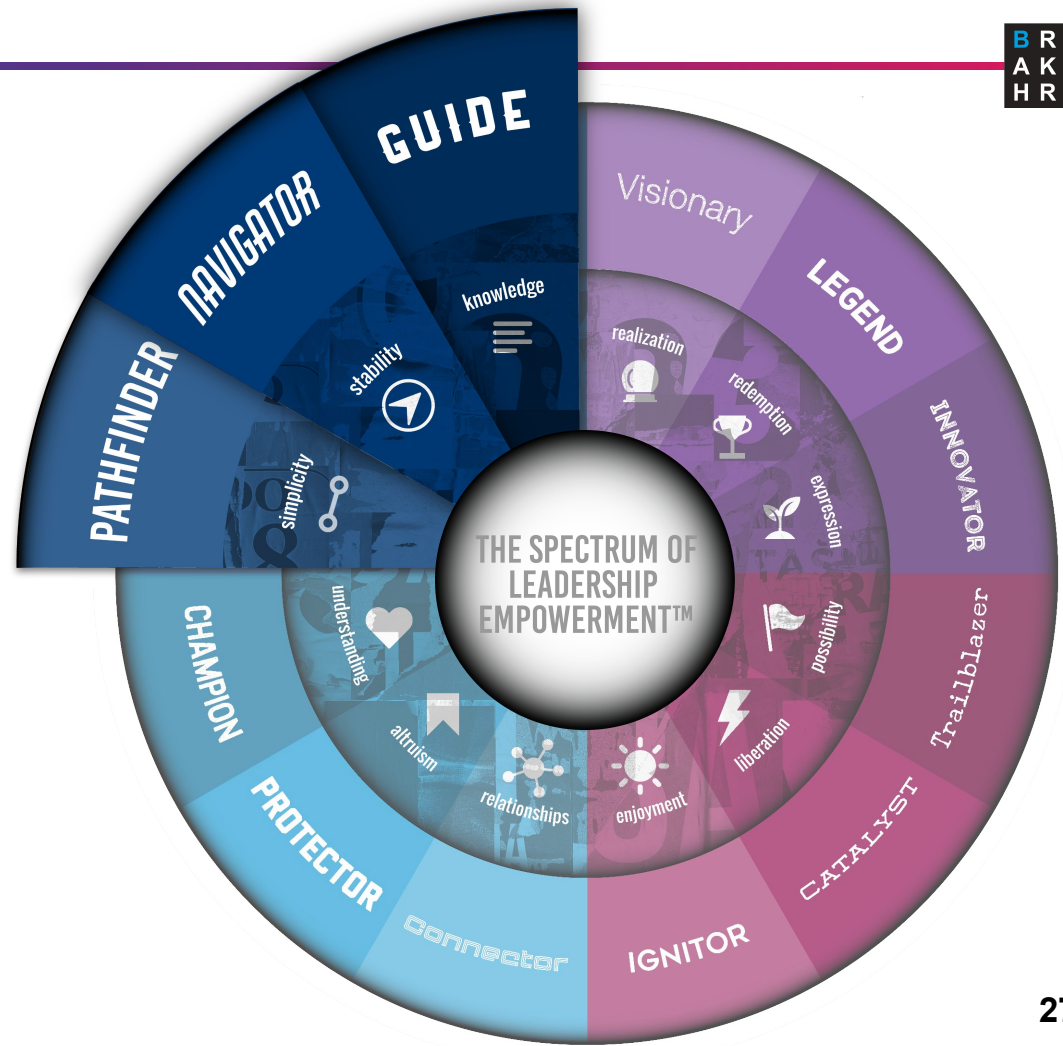 B R
A K
H R
GUIDE
knowledge
NAVIGATOR
stability
PATHFINDER
simplicity
Visionary
realization
LEGEND
redemption
INNOVATOR
expression
Trailblazer
possibility
CATALYST
liberation
IGNITOR
enjoyment
connector
relationships
PROTECTOR
altruism
CHAMPION
understanding
THE SPECTRUM OF
LEADERSHIP
EMPOWERMENT™
27